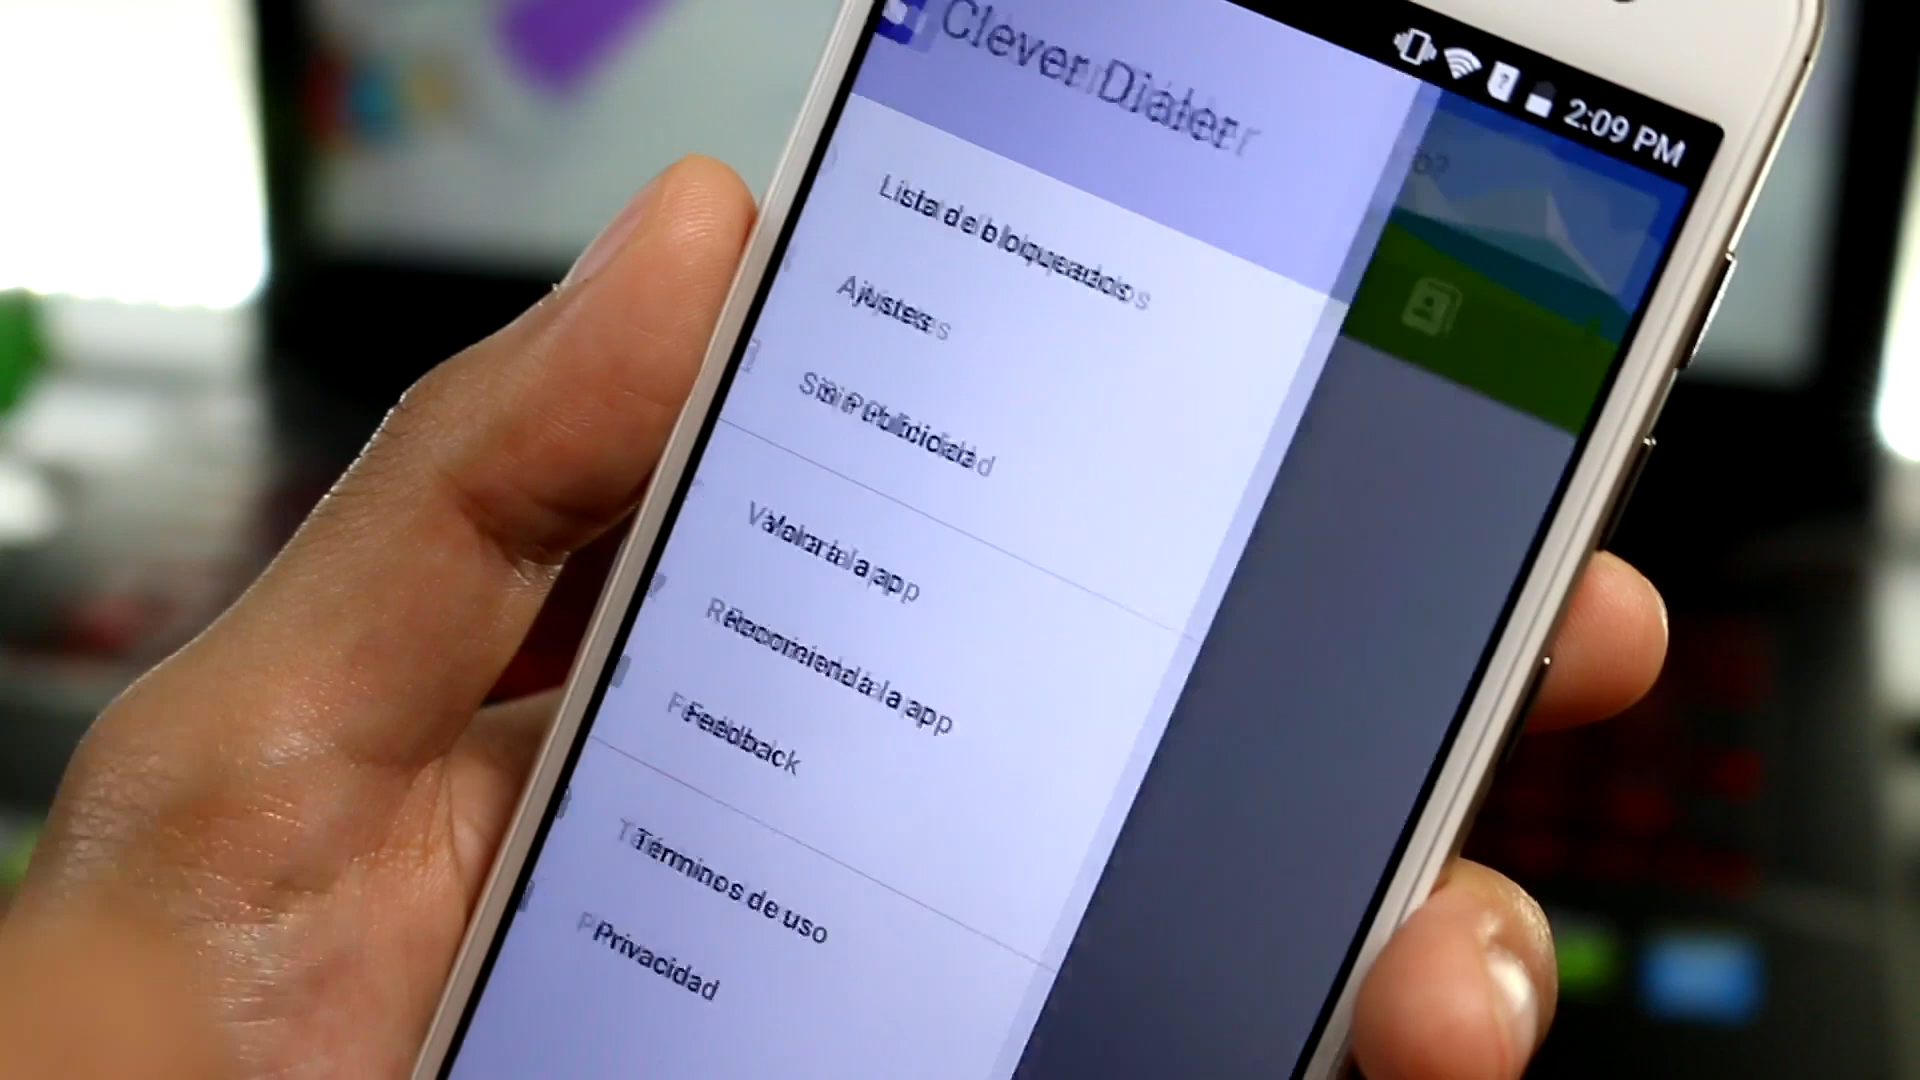 Clever Dialer
2:09 PM
Lista de bloqueados
Ajustes
Sin Publicidad
Valorar la app
Recomienda la app
Feedback
Términos de uso
Privacidad